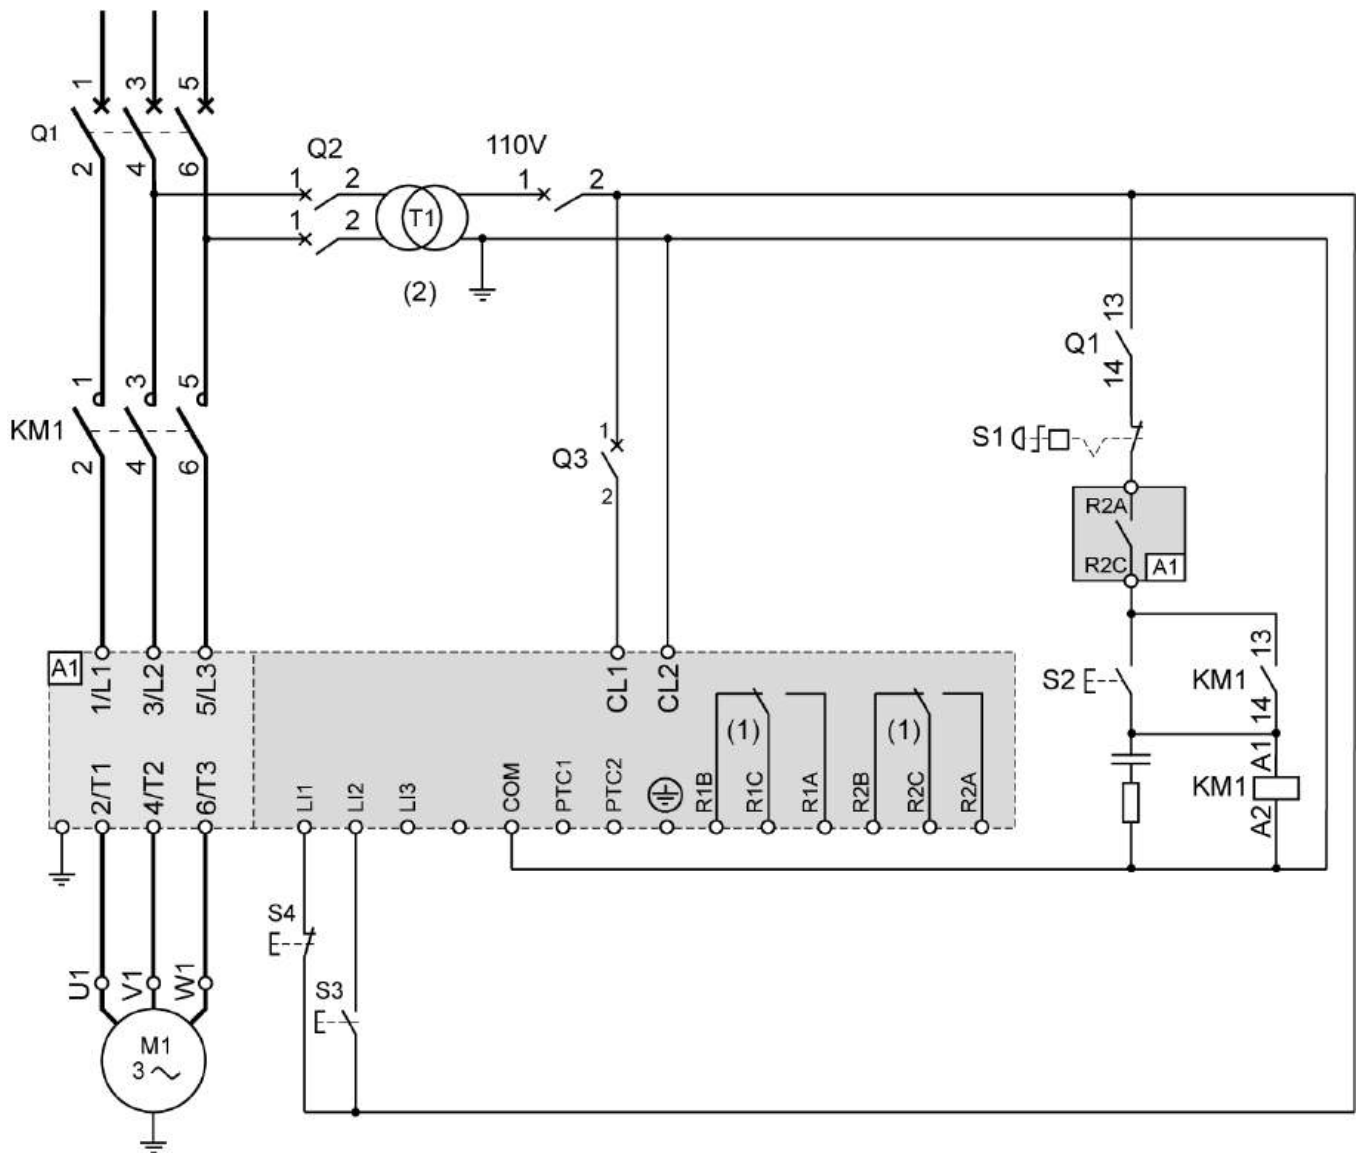 1 3 5
Q1
2 4 6
Q2
1 2
1 2
T1
(2)
110V
1 2
1 3 5
KM1
2 4 6
Q3
1
2
13
Q1
14
S1
R2A
R2C
A1
S2
13
KM1
14
A1
KM1
A2
A1
1/L1 3/L2 5/L3
CL1 CL2
(1) (1)
2/T1 4/T2 6/T3
LI1 LI2 LI3 COM PTC1 PTC2 R1B R1C R1A R2B R2C R2A
S4
S3
U1 V1 W1
M1
3